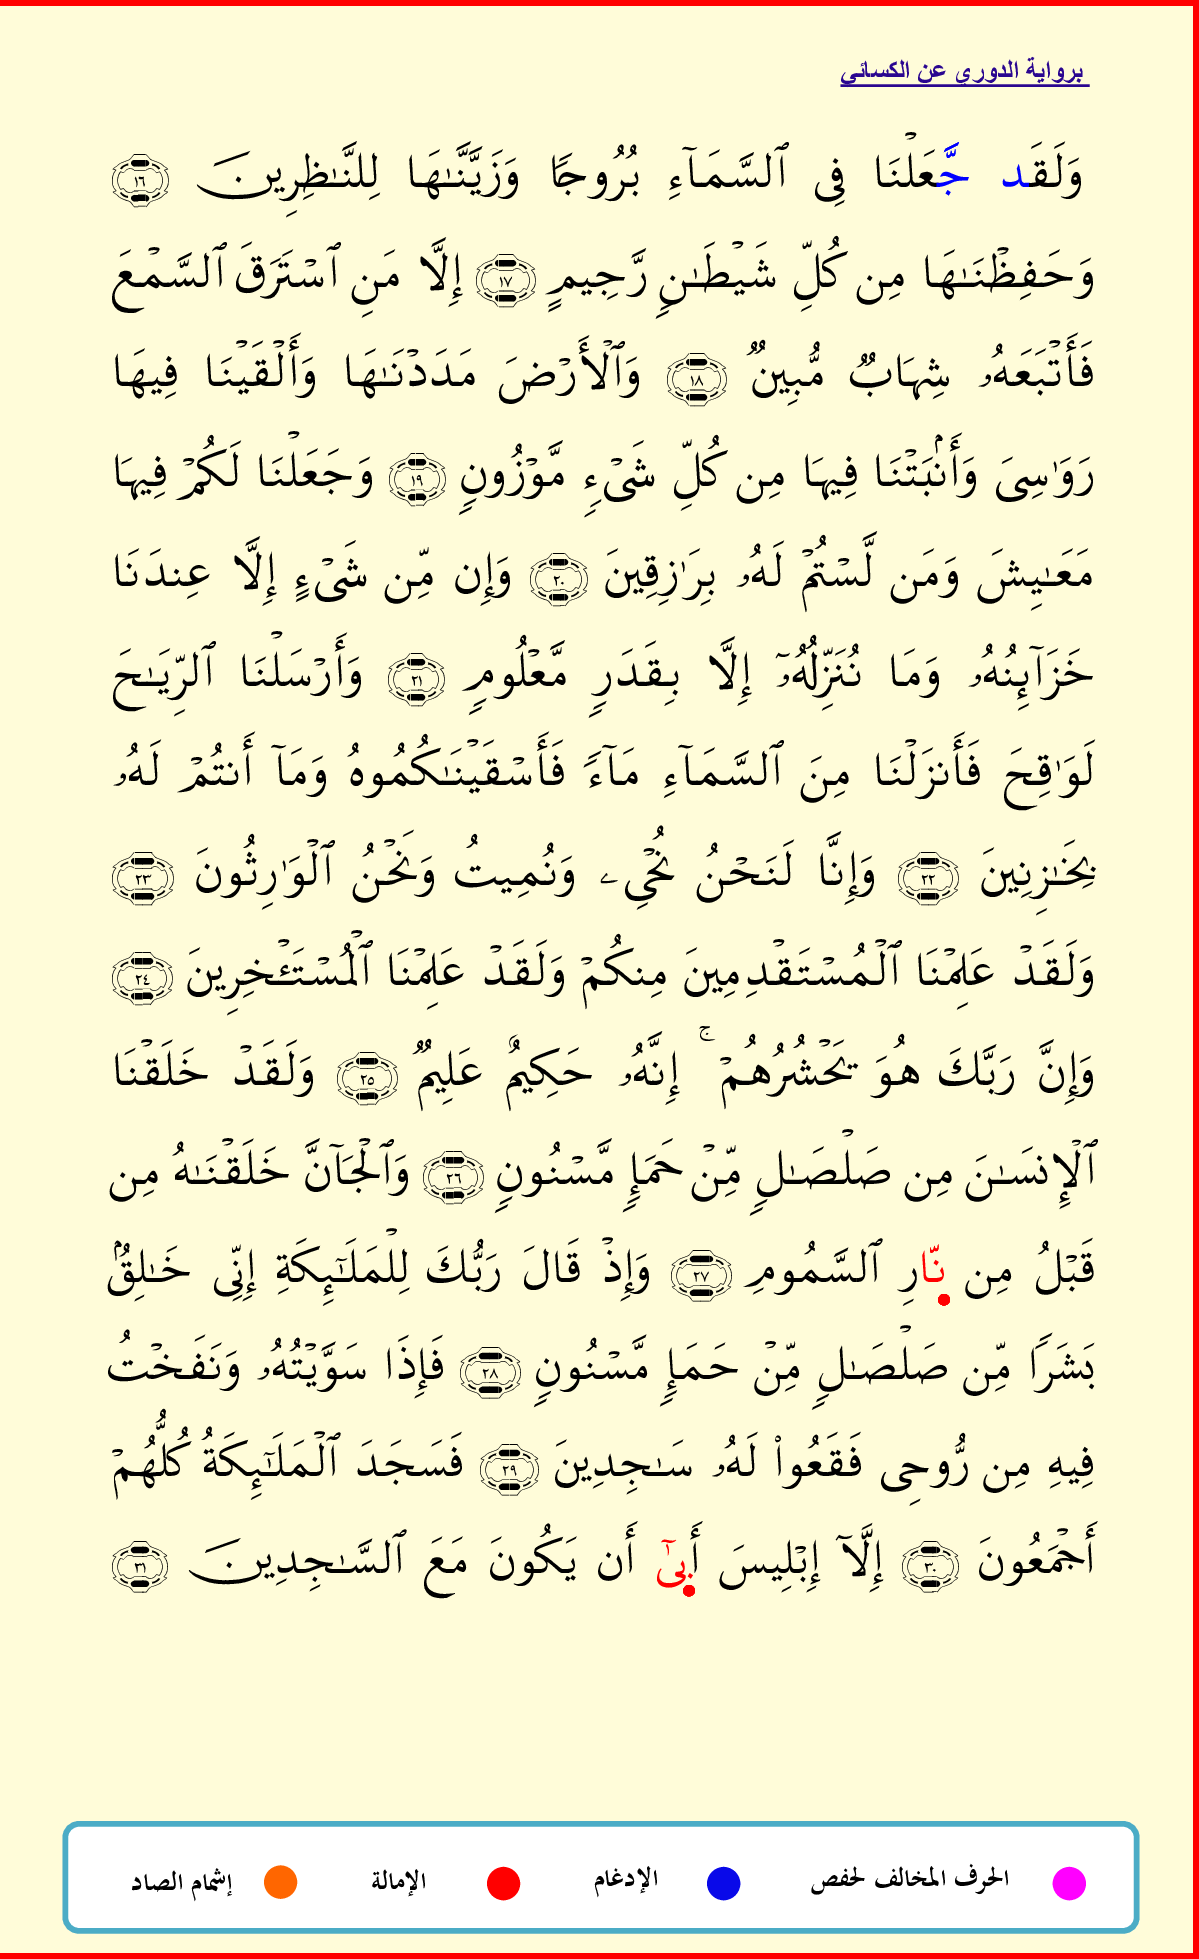 برواية الدوري عن الكسائي
وَلَقَد جَّعَلْنَا فِى ٱلسَّمَآءِ بُرُوجًا وَزَيَّنَّـٰهَا لِلنَّـٰظِرِينَ ١٦
وَحَفِظْنَـٰهَا مِن كُلِّ شَيْطَـٰنٍ رَّجِيمٍ ١٧ إِلَّا مَنِ ٱسْتَرَقَ ٱلسَّمْعَ
فَأَتْبَعَهُۥ شِهَابٌ مُّبِينٌ ١٨ وَٱلْأَرْضَ مَدَدْنَـٰهَا وَأَلْقَيْنَا فِيهَا
رَوَٰسِىَ وَأَنۢبَتْنَا فِيهَا مِن كُلِّ شَىْءٍ مَّوْزُونٍ ١٩ وَجَعَلْنَا لَكُمْ فِيهَا
مَعَـٰيِشَ وَمَن لَّسْتُمْ لَهُۥ بِرَٰزِقِينَ ٢٠ وَإِن مِّن شَىْءٍ إِلَّا عِندَنَا
خَزَآئِنُهُۥ وَمَا نُنَزِّلُهُۥٓ إِلَّا بِقَدَرٍ مَّعْلُومٍ ٢١ وَأَرْسَلْنَا ٱلرِّيَـٰحَ
لَوَٰقِحَ فَأَنزَلْنَا مِنَ ٱلسَّمَآءِ مَآءً فَأَسْقَيْنَـٰكُمُوهُ وَمَآ أَنتُمْ لَهُۥ
بِخَـٰزِنِينَ ٢٢ وَإِنَّا لَنَحْنُ نُحْىِۦ وَنُمِيتُ وَنَحْنُ ٱلْوَٰرِثُونَ ٢٣
وَلَقَدْ عَلِمْنَا ٱلْمُسْتَقْدِمِينَ مِنكُمْ وَلَقَدْ عَلِمْنَا ٱلْمُسْتَـْٔخِرِينَ ٢٤
وَإِنَّ رَبَّكَ هُوَ يَحْشُرُهُمْ ۚ إِنَّهُۥ حَكِيمٌ عَلِيمٌ ٢٥ وَلَقَدْ خَلَقْنَا
ٱلْإِنسَـٰنَ مِن صَلْصَـٰلٍ مِّنْ حَمَإٍ مَّسْنُونٍ ٢٦ وَٱلْجَآنَّ خَلَقْنَـٰهُ مِن
قَبْلُ مِن نَّارِ ٱلسَّمُومِ ٢٧ وَإِذْ قَالَ رَبُّكَ لِلْمَلَـٰٓئِكَةِ إِنِّى خَـٰلِقٌۢ
بَشَرًا مِّن صَلْصَـٰلٍ مِّنْ حَمَإٍ مَّسْنُونٍ ٢٨ فَإِذَا سَوَّيْتُهُۥ وَنَفَخْتُ
فِيهِ مِن رُّوحِى فَقَعُوا۟ لَهُۥ سَـٰجِدِينَ ٢٩ فَسَجَدَ ٱلْمَلَـٰٓئِكَةُ كُلُّهُمْ
أَجْمَعُونَ ٣٠ إِلَّآ إِبْلِيسَ أَبَىٰٓ أَن يَكُونَ مَعَ ٱلسَّـٰجِدِينَ ٣١
الحرف المخالف لحفص الإدغام الإمالة إشمام الصاد